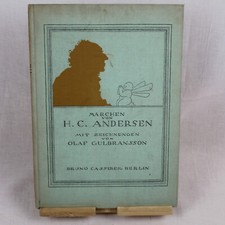 MÄRCHEN
VON
H. C. ANDERSEN
MIT ZEICHNUNGEN
VON
OLAF GULBRANSSON
BRUNO CASSIRER, BERLIN